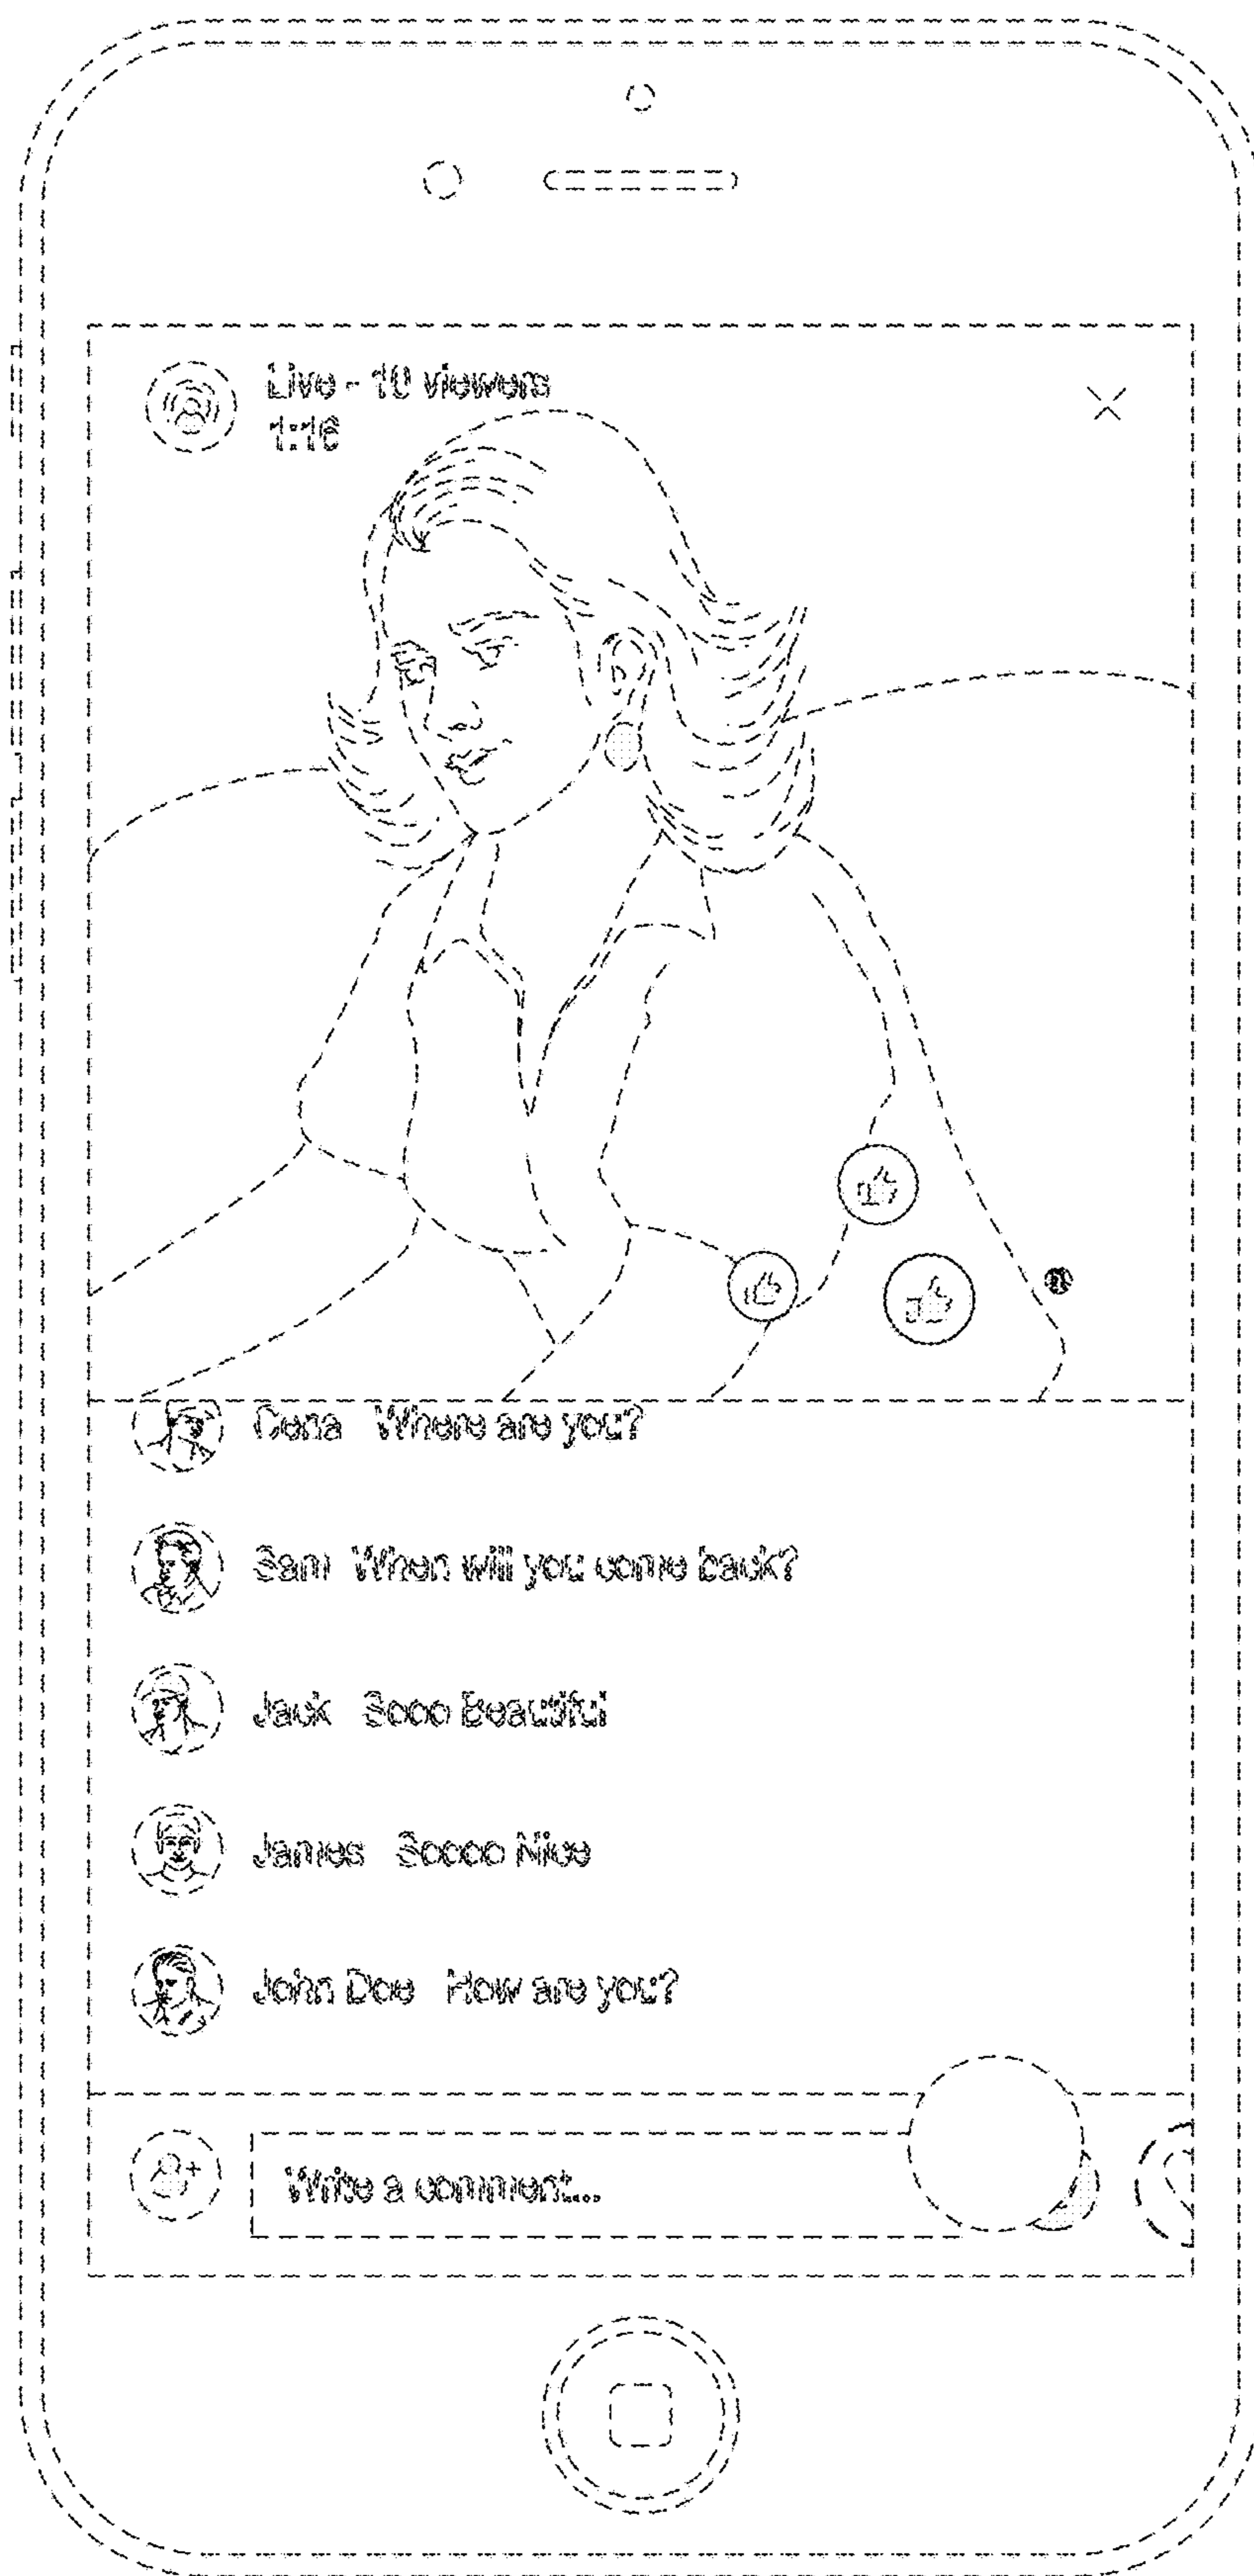 Live - 10 viewers
1:16
Cena Where are you?
Sam When will you come back?
Jack Sooo Beautiful
James Soooo Nice
John Doe How are you?
Write a comment...